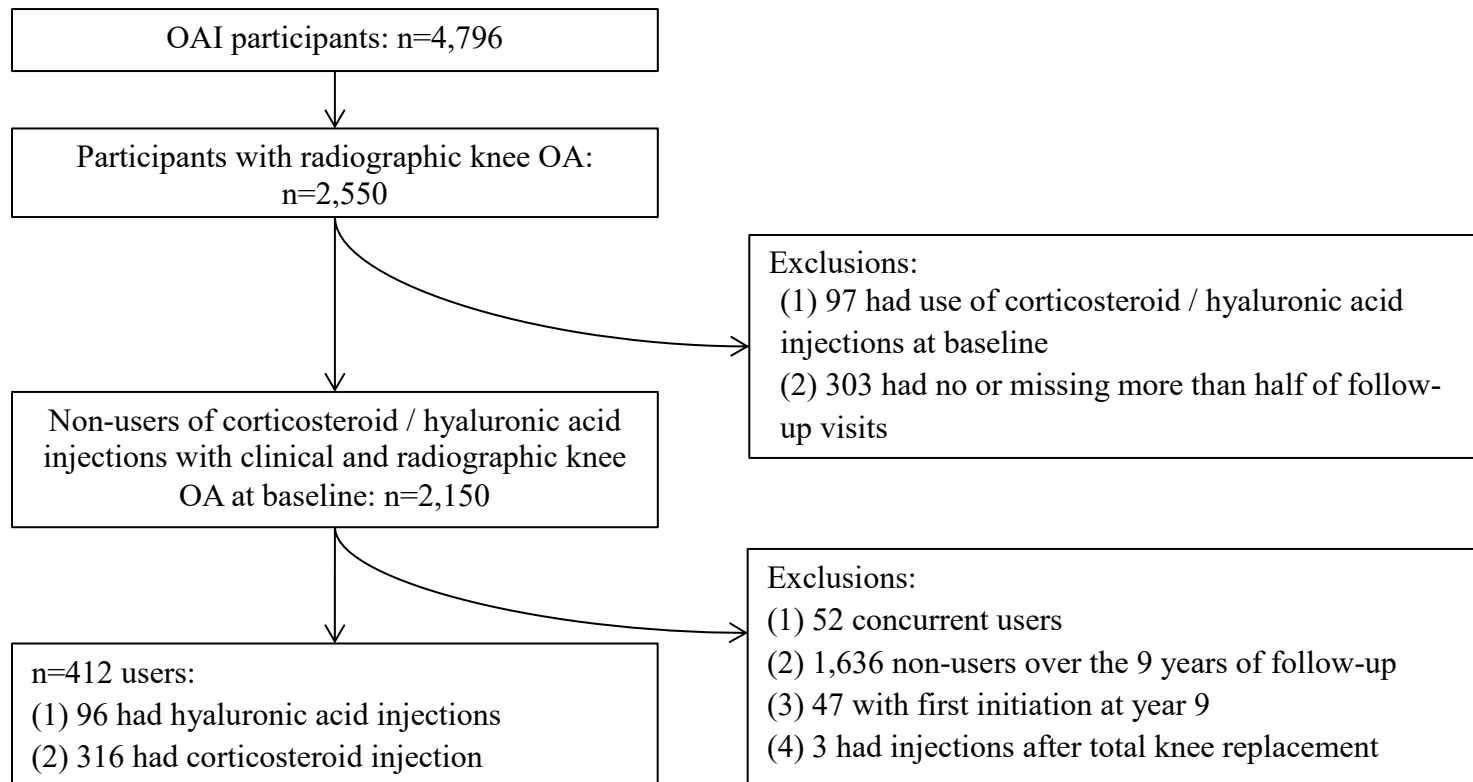 OAI participants: n=4,796
Participants with radiographic knee OA:
n=2,550
Exclusions:
(1) 97 had use of corticosteroid / hyaluronic acid
injections at baseline
(2) 303 had no or missing more than half of follow-
up visits
Non-users of corticosteroid / hyaluronic acid
injections with clinical and radiographic knee
OA at baseline: n=2,150
Exclusions:
(1) 52 concurrent users
(2) 1,636 non-users over the 9 years of follow-up
(3) 47 with first initiation at year 9
(4) 3 had injections after total knee replacement
n=412 users:
(1) 96 had hyaluronic acid injections
(2) 316 had corticosteroid injection